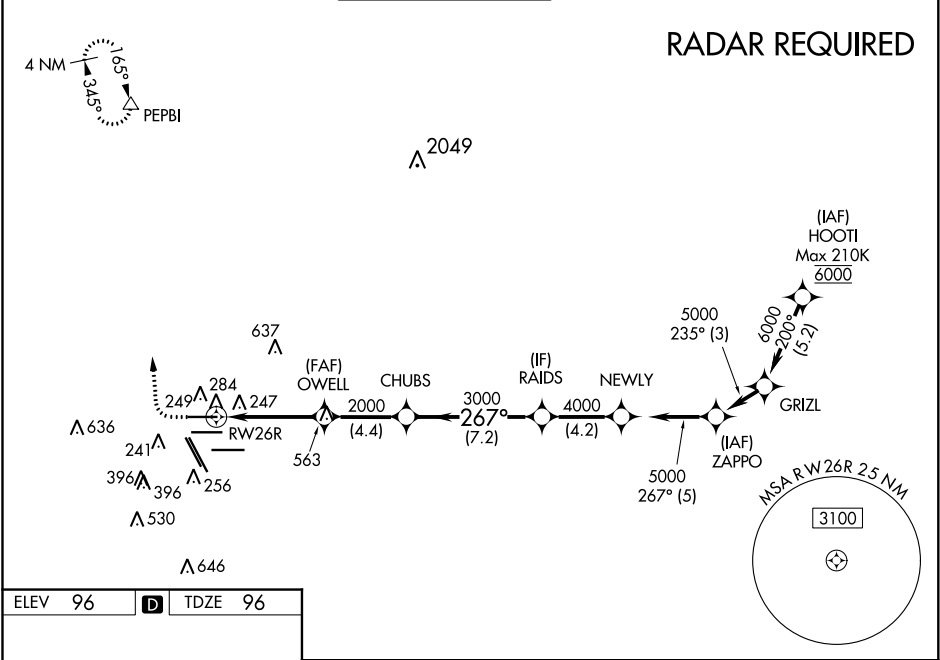 RADAR REQUIRED
4 NM
165°
345°
PEPBI
2049
(IAF)
HOOTI
Max 210K
6000
6000
200°
(5.2)
5000
235° (3)
GRIZL
(IAF)
ZAPPO
5000
267° (5)
NEWLY
4000
(4.2)
(IF)
RAIDS
3000
267°
(7.2)
CHUBS
2000
(4.4)
(FAF)
OWELL
563
637
249
284
247
RW26R
636
241
396
396
256
530
646
MSA RW26R 25 NM
3100
ELEV 96 D TDZE 96